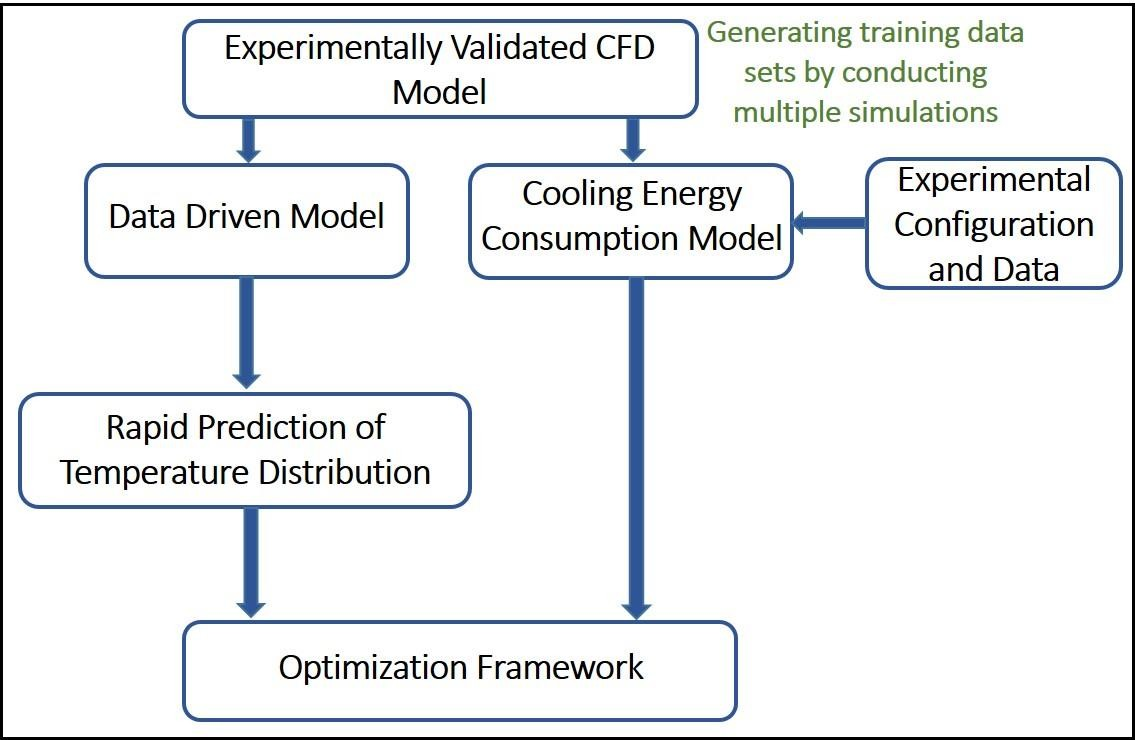 Experimentally Validated CFD
Model
Generating training data
sets by conducting
multiple simulations
Data Driven Model
Cooling Energy
Consumption Model
Experimental
Configuration
and Data
Rapid Prediction of
Temperature Distribution
Optimization Framework